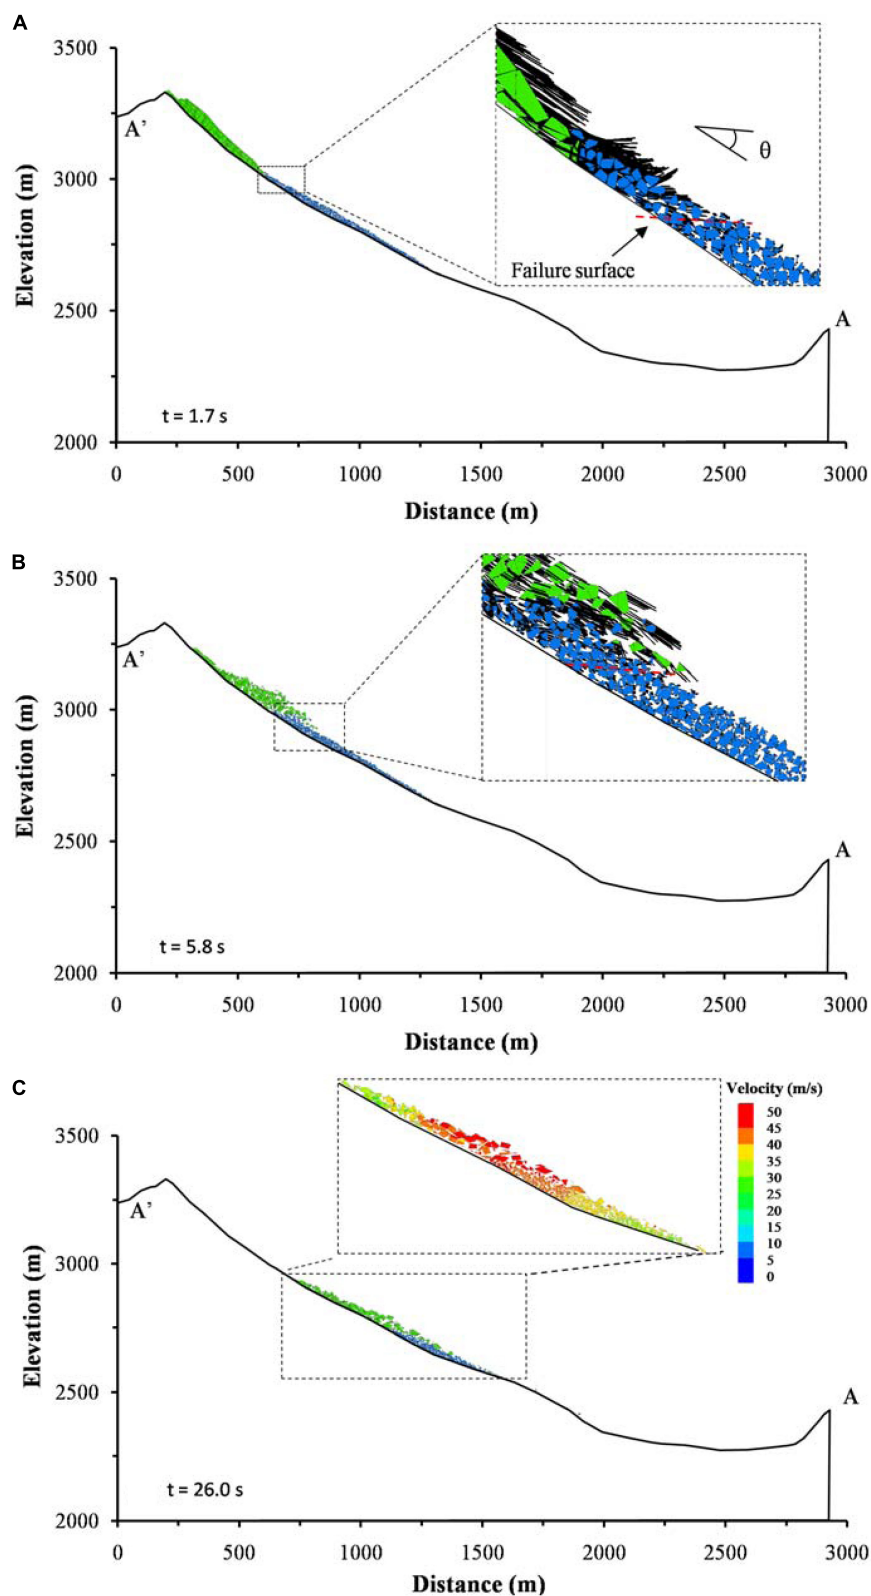 A
3500
3000
2500
2000
Elevation (m)
A’
θ
Failure surface
A
t = 1.7 s
0 500 1000 1500 2000 2500 3000
Distance (m)
B
3500
3000
2500
2000
Elevation (m)
A’
A
t = 5.8 s
0 500 1000 1500 2000 2500 3000
Distance (m)
C
Velocity (m/s)
50
45
40
35
30
25
20
15
10
5
0
3500
3000
2500
2000
Elevation (m)
A’
A
t = 26.0 s
0 500 1000 1500 2000 2500 3000
Distance (m)